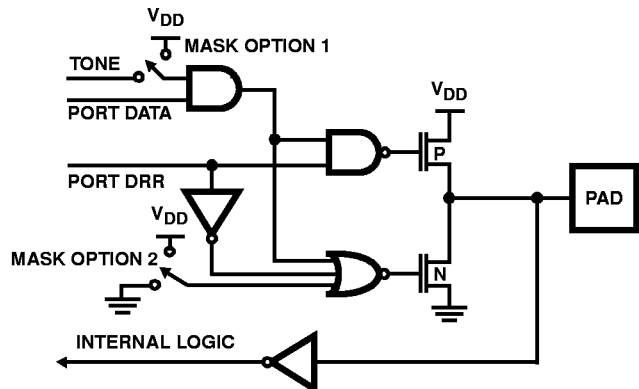 VDD
MASK OPTION 1
TONE
PORT DATA
VDD
P
PORT DRR
PAD
VDD
MASK OPTION 2
N
INTERNAL LOGIC